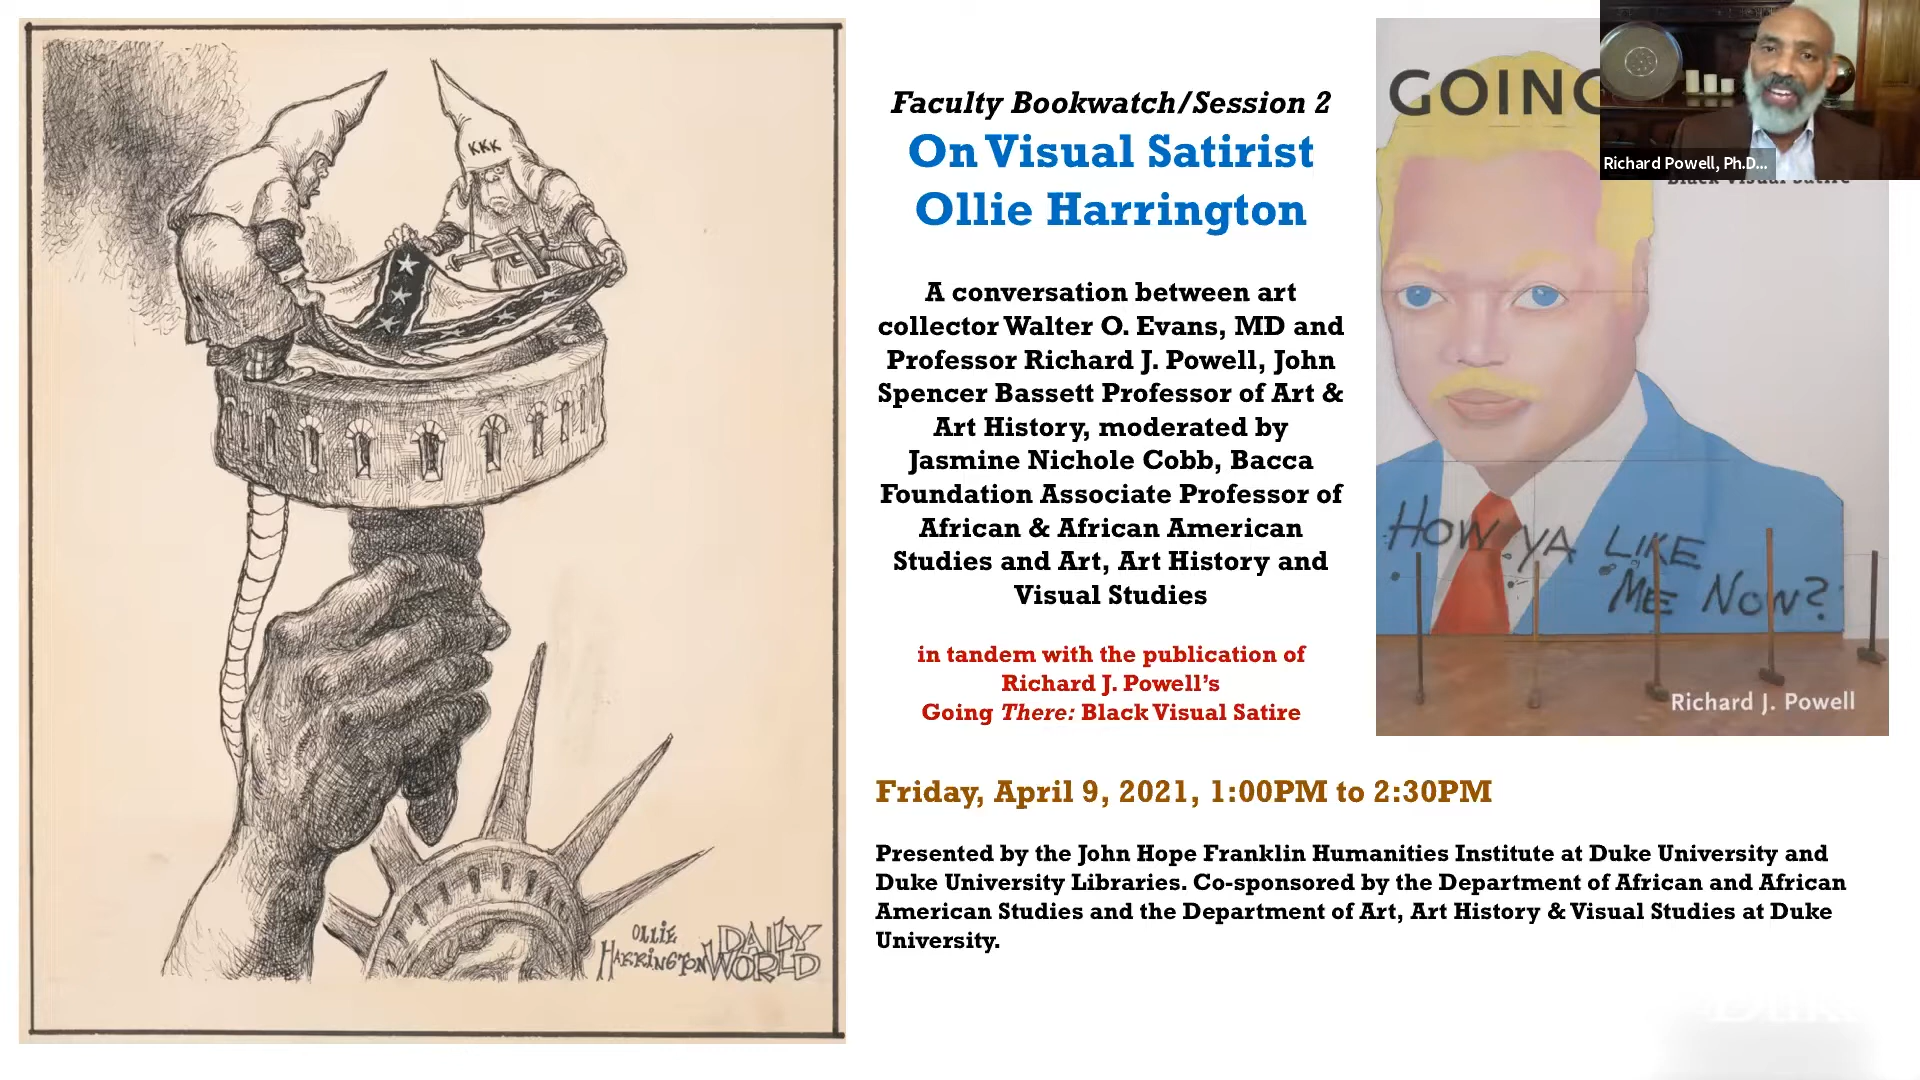 KKK
OLLIE
HARRINGTON
DAILY
WORLD
Faculty Bookwatch/Session 2
On Visual Satirist
Ollie Harrington
A conversation between art
collector Walter O. Evans, MD and
Professor Richard J. Powell, John
Spencer Bassett Professor of Art &
Art History, moderated by
Jasmine Nichole Cobb, Bacca
Foundation Associate Professor of
African & African American
Studies and Art, Art History and
Visual Studies
in tandem with the publication of
Richard J. Powell’s
Going There: Black Visual Satire
Friday, April 9, 2021, 1:00PM to 2:30PM
Presented by the John Hope Franklin Humanities Institute at Duke University and
Duke University Libraries. Co-sponsored by the Department of African and African
American Studies and the Department of Art, Art History & Visual Studies at Duke
University.
GOING
Richard Powell, Ph.D...
Black Visual Satire
HOW YA LIKE
ME NOW?
Richard J. Powell